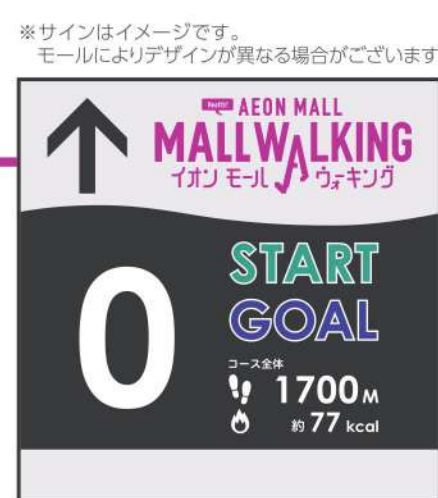 ※サインはイメージです。
モールによりデザインが異なる場合がございます
AEON MALL
MALLWALKING
イオン モール ウォーキング
0
START
GOAL
コース全体
1700M
約77 kcal